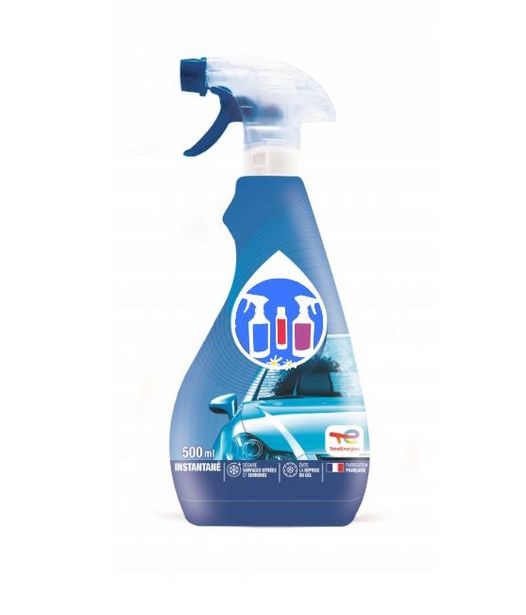 TotalEnergies
500 ml
INSTANTANÉ
DÉGIVRE
SURFACES VITRÉES
ET SERRURES
ÉVITE
LA REPRISE
DU GEL
FABRICATION
FRANÇAISE